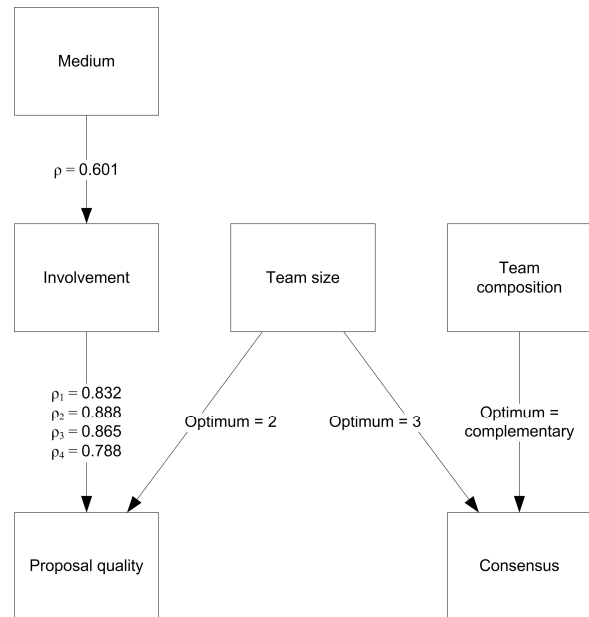 Medium
ρ = 0.601
Involvement
Team size
Team
composition
ρ1 = 0.832
ρ2 = 0.888
ρ3 = 0.865
ρ4 = 0.788
Optimum = 2
Optimum = 3
Optimum =
complementary
Proposal quality
Consensus